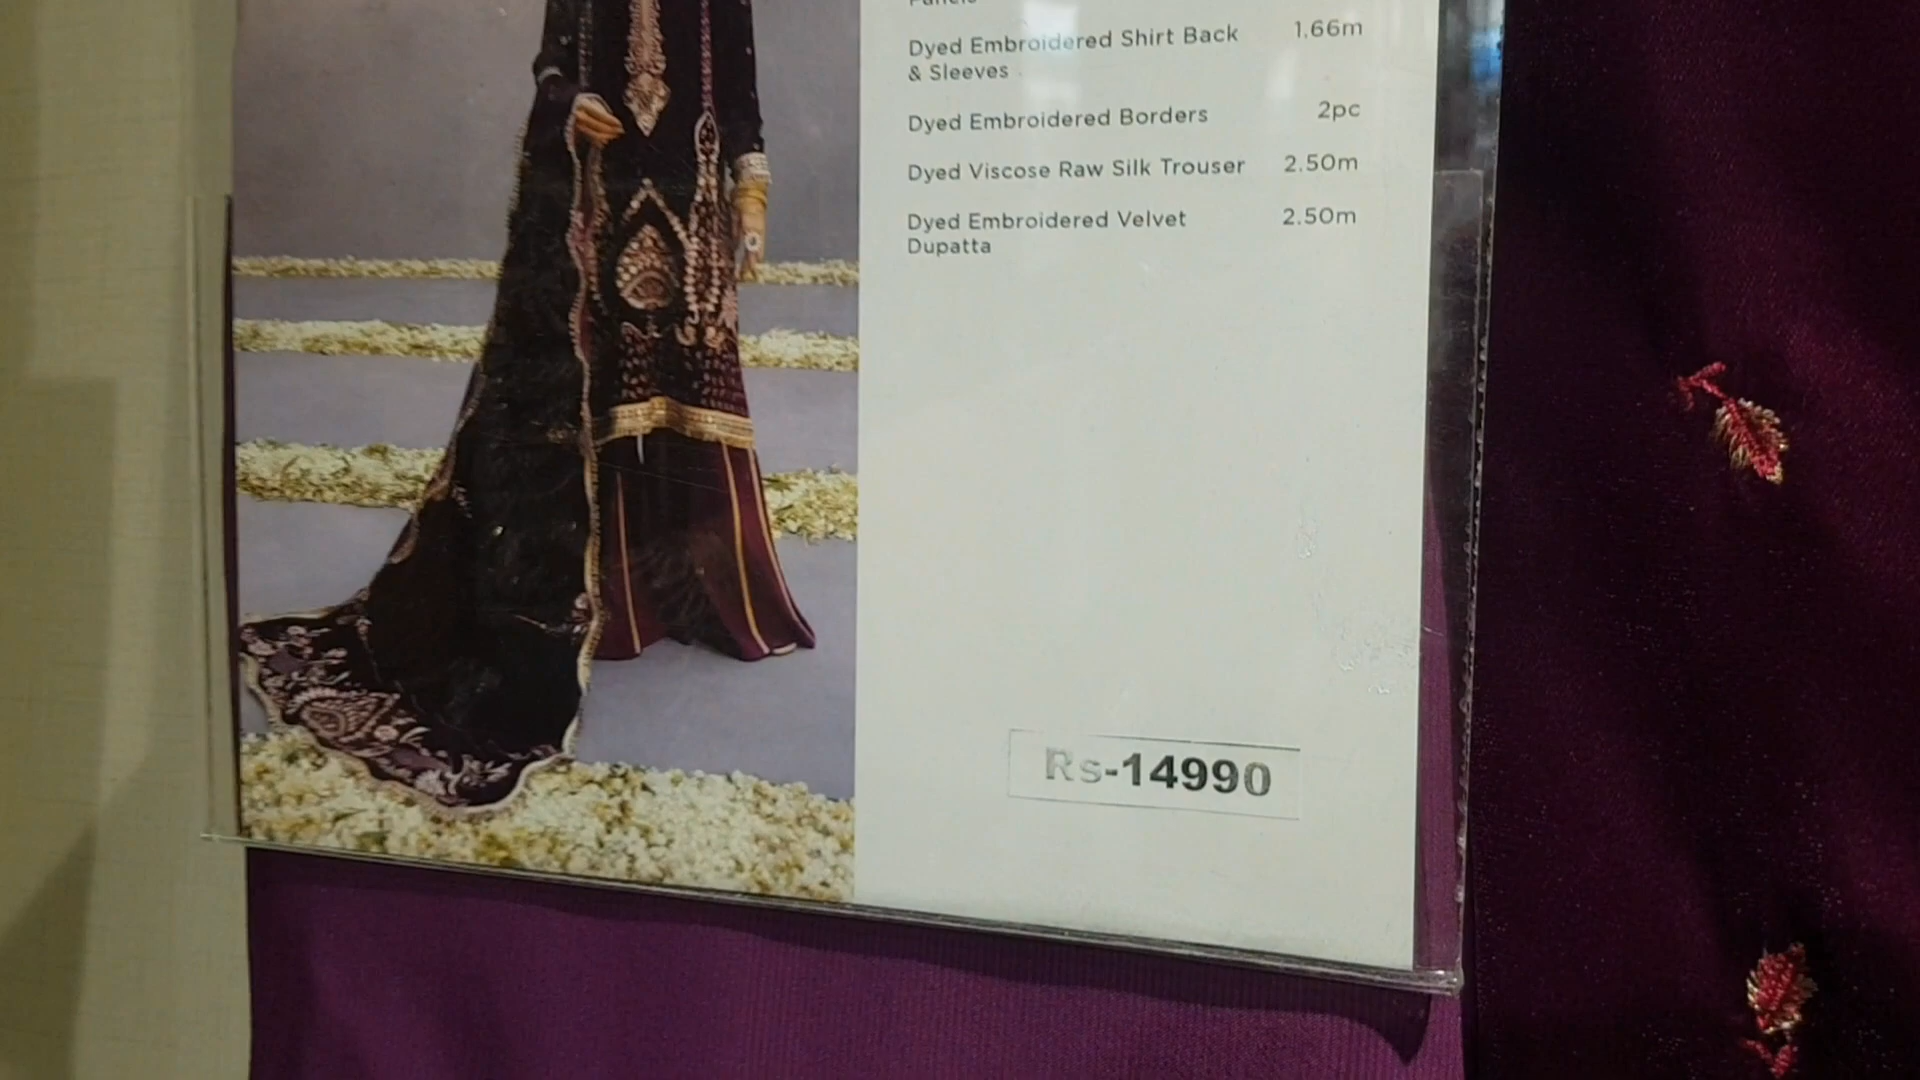 Panels
Dyed Embroidered Shirt Back 1.66m
& Sleeves
Dyed Embroidered Borders 2pc
Dyed Viscose Raw Silk Trouser 2.50m
Dyed Embroidered Velvet 2.50m
Dupatta
Rs-14990